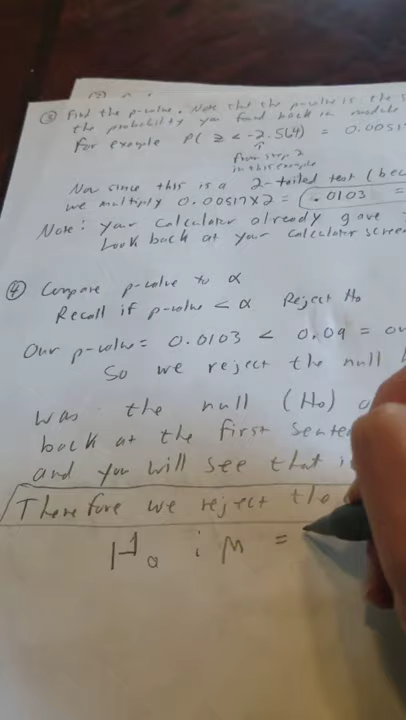 ③ Find the p-value. Note that the p-value is the
the probability you found back in module
For example P( z < -2.564) = 0.00517
from step 2
in this example
Now since this is a 2-tailed test (bec
we multiply 0.00517x2 = .0103 =
Note: your calculator already gave
Look back at your calculator scree
④ Compare p-value to α
Recall if p-value < α Reject Ho
Our p-value = 0.0103 < 0.09 = ou
So we reject the null
was the null (Ho)
back at the first senten
and you will see that i
Therefore we reject the
Ha : M =